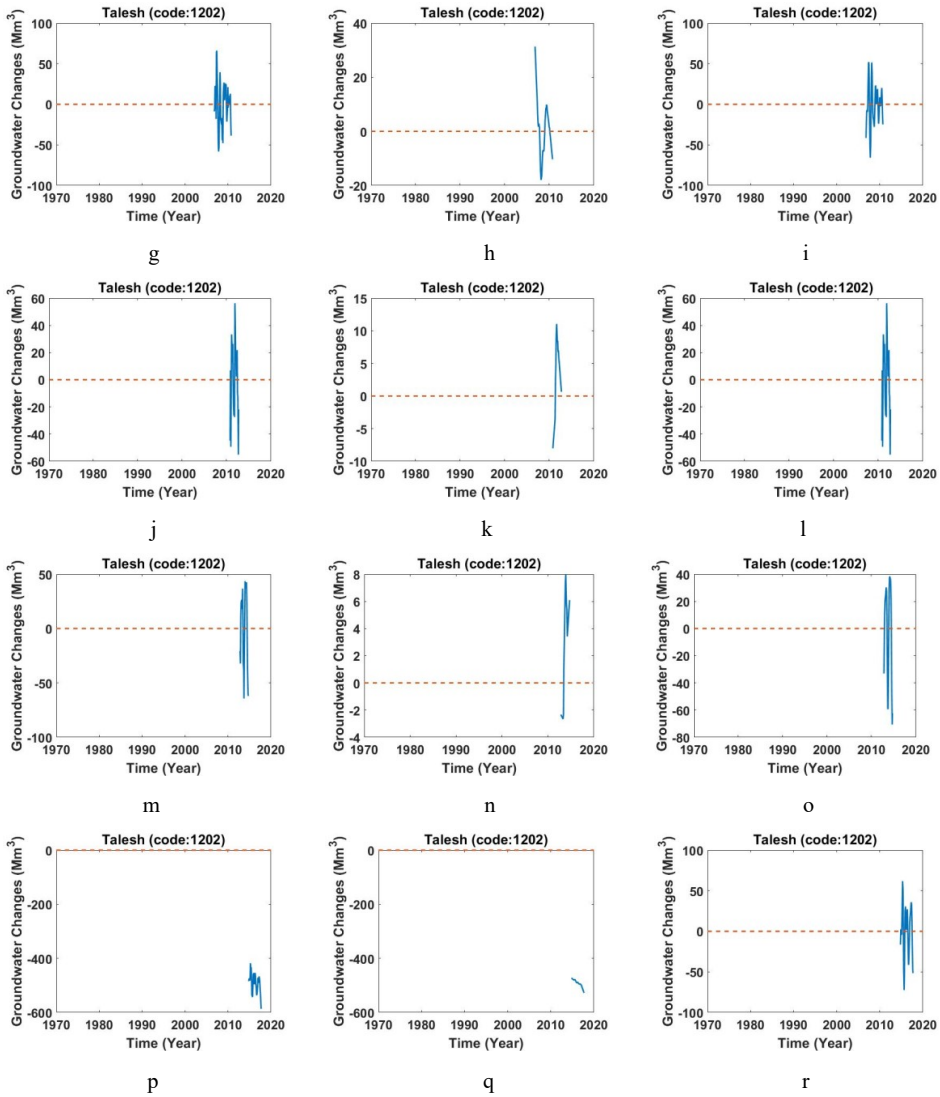 Talesh (code:1202) Talesh (code:1202) Talesh (code:1202)
Groundwater Changes (Mm³) Groundwater Changes (Mm³) Groundwater Changes (Mm³)
100 40 100
50 20 50
0 0 0
-50 -50
-100 -20 -100
1970 1980 1990 2000 2010 2020 1970 1980 1990 2000 2010 2020 1970 1980 1990 2000 2010 2020
Time (Year) Time (Year) Time (Year)
g h i
Talesh (code:1202) Talesh (code:1202) Talesh (code:1202)
Groundwater Changes (Mm³) Groundwater Changes (Mm³) Groundwater Changes (Mm³)
60 15 60
40 10 40
20 5 20
0 0 0
-20 -20
-40 -5 -40
-60 -10 -60
1970 1980 1990 2000 2010 2020 1970 1980 1990 2000 2010 2020 1970 1980 1990 2000 2010 2020
Time (Year) Time (Year) Time (Year)
j k l
Talesh (code:1202) Talesh (code:1202) Talesh (code:1202)
Groundwater Changes (Mm³) Groundwater Changes (Mm³) Groundwater Changes (Mm³)
50 8 40
6 20
0 4 0
2 -20
-50 0 -40
-2 -60
-100 -4 -80
1970 1980 1990 2000 2010 2020 1970 1980 1990 2000 2010 2020 1970 1980 1990 2000 2010 2020
Time (Year) Time (Year) Time (Year)
m n o
Talesh (code:1202) Talesh (code:1202) Talesh (code:1202)
Groundwater Changes (Mm³) Groundwater Changes (Mm³) Groundwater Changes (Mm³)
0 0 100
-200 -200 50
0
-400 -400 -50
-600 -600 -100
1970 1980 1990 2000 2010 2020 1970 1980 1990 2000 2010 2020 1970 1980 1990 2000 2010 2020
Time (Year) Time (Year) Time (Year)
p q r